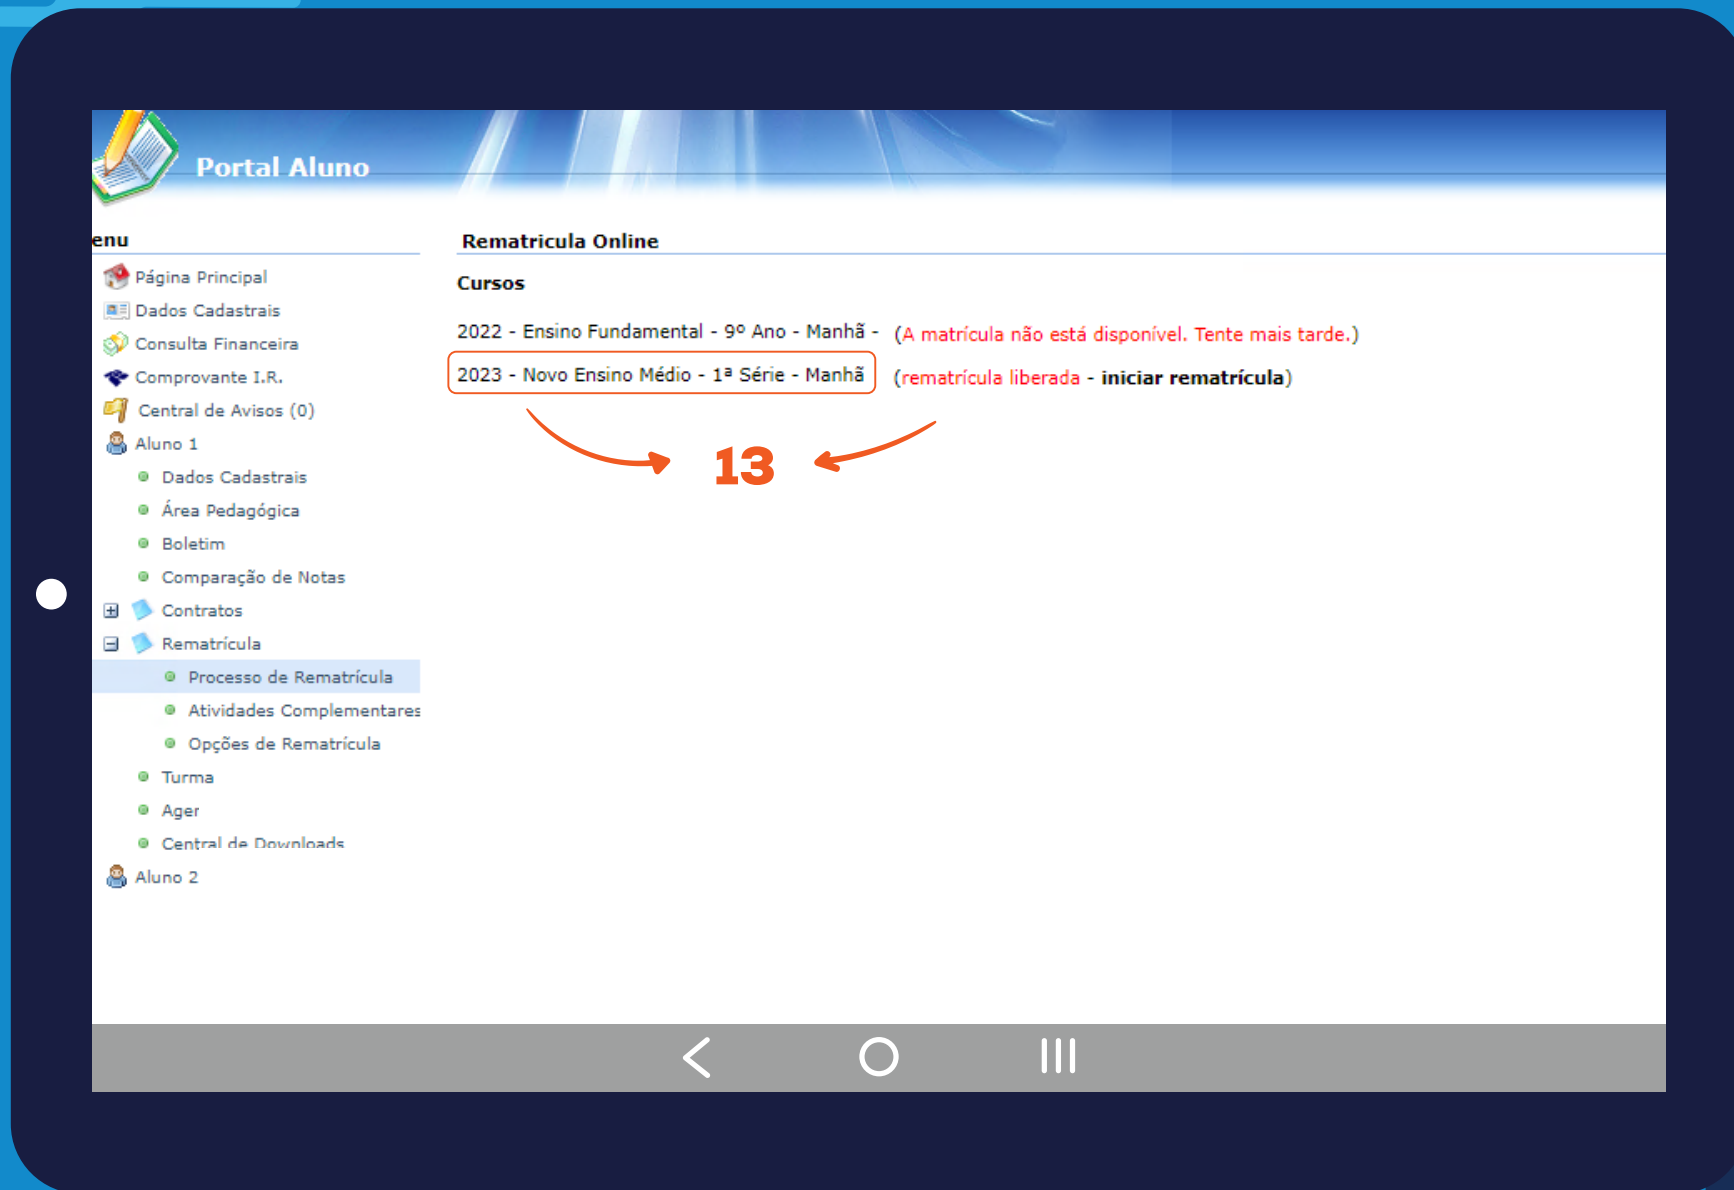 Portal Aluno
enu
Página Principal
Dados Cadastrais
Consulta Financeira
Comprovante I.R.
Central de Avisos (0)
Aluno 1
Dados Cadastrais
Área Pedagógica
Boletim
Comparação de Notas
Contratos
Rematrícula
Processo de Rematrícula
Atividades Complementares
Opções de Rematrícula
Turma
Ager
Central de Downloads
Aluno 2
Rematricula Online
Cursos
2022 - Ensino Fundamental - 9º Ano - Manhã - (A matrícula não está disponível. Tente mais tarde.)
2023 - Novo Ensino Médio - 1ª Série - Manhã (rematrícula liberada - iniciar rematrícula)
13